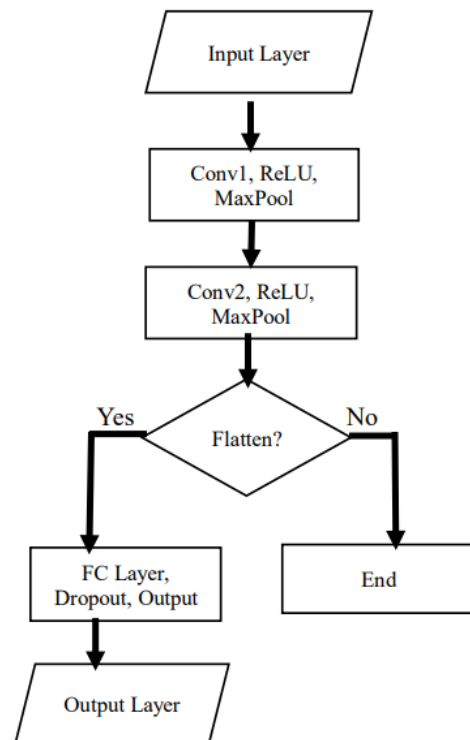 Input Layer
Conv1, ReLU,
MaxPool
Conv2, ReLU,
MaxPool
Yes
No
Flatten?
FC Layer,
Dropout, Output
End
Output Layer